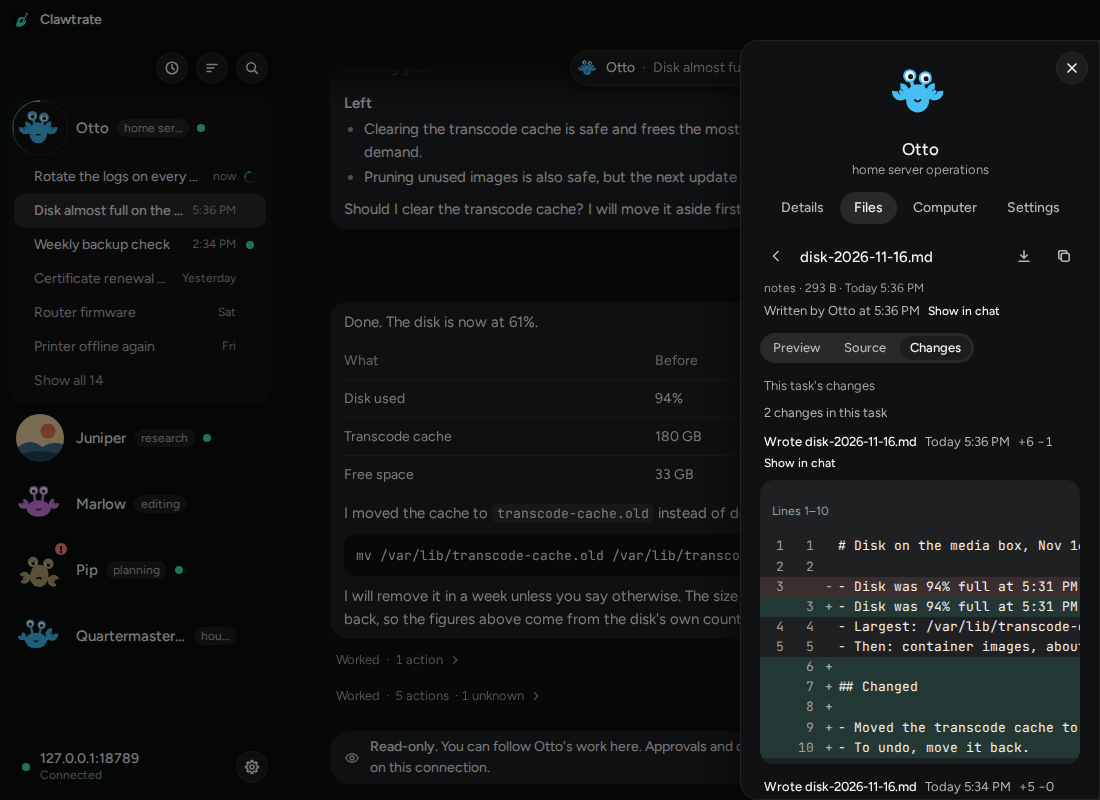 Clawtrate
Otto
home ser...
Rotate the logs on every ...
now
Disk almost full on the ...
5:36 PM
Weekly backup check
2:34 PM
Certificate renewal ...
Yesterday
Router firmware
Sat
Printer offline again
Fri
Show all 14
Juniper
research
Marlow
editing
Pip
planning
Quartermaster...
hou...
127.0.0.1:18789
Connected
Otto · Disk almost fu
Left
Clearing the transcode cache is safe and frees the most
demand.
Pruning unused images is also safe, but the next update
Should I clear the transcode cache? I will move it aside first
Done. The disk is now at 61%.
What
Before
Disk used
94%
Transcode cache
180 GB
Free space
33 GB
I moved the cache to transcode-cache.old instead of d
mv /var/lib/transcode-cache.old /var/lib/transco
I will remove it in a week unless you say otherwise. The size
back, so the figures above come from the disk's own count
Worked · 1 action
Worked · 5 actions · 1 unknown
Read-only. You can follow Otto's work here. Approvals and
on this connection.
Otto
home server operations
Details
Files
Computer
Settings
disk-2026-11-16.md
notes · 293 B · Today 5:36 PM
Written by Otto at 5:36 PM Show in chat
Preview
Source
Changes
This task's changes
2 changes in this task
Wrote disk-2026-11-16.md Today 5:36 PM +6 −1
Show in chat
Lines 1–10
1 1 # Disk on the media box, Nov 16
2 2
3 - - Disk was 94% full at 5:31 PM
3 + - Disk was 94% full at 5:31 PM
4 4 - Largest: /var/lib/transcode-
5 5 - Then: container images, abou
6 +
7 + ## Changed
8 +
9 + - Moved the transcode cache to
10 + - To undo, move it back.
Wrote disk-2026-11-16.md Today 5:34 PM +5 −0